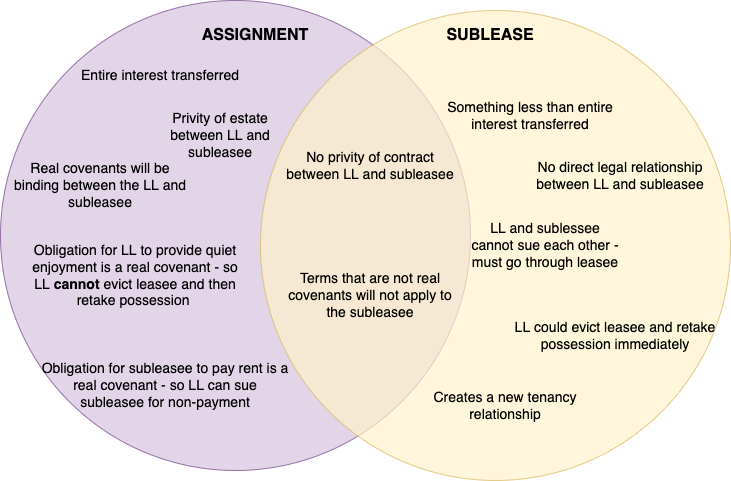 ASSIGNMENT
Entire interest transferred
Privity of estate
between LL and
subleasee
Real covenants will be
binding between the LL and
subleasee
Obligation for LL to provide quiet
enjoyment is a real covenant - so
LL cannot evict leasee and then
retake possession
Obligation for subleasee to pay rent is a
real covenant - so LL can sue
subleasee for non-payment
No privity of contract
between LL and subleasee
Terms that are not real
covenants will not apply to
the subleasee
SUBLEASE
Something less than entire
interest transferred
No direct legal relationship
between LL and subleasee
LL and sublessee
cannot sue each other -
must go through leasee
LL could evict leasee and retake
possession immediately
Creates a new tenancy
relationship